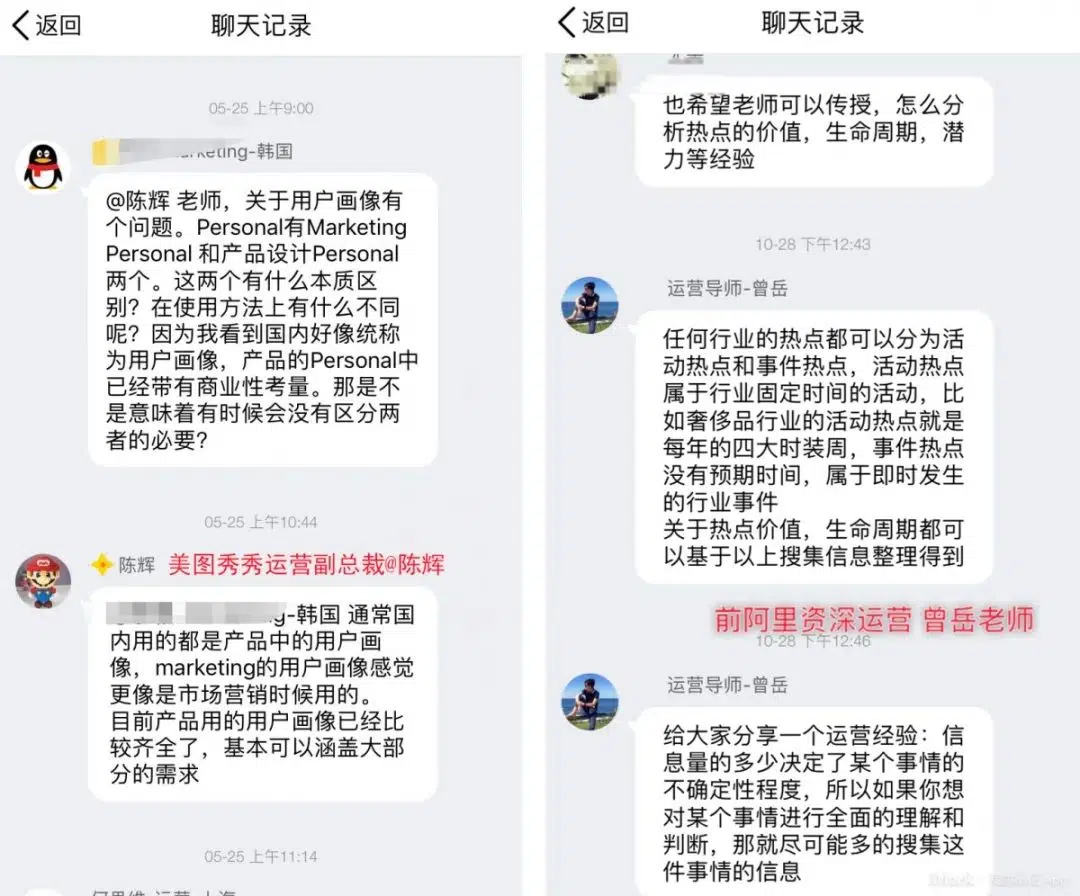 返回
聊天记录
05-25 上午9:00
arketing-韩国
@陈辉 老师，关于用户画像有
个问题。Personal有Marketing
Personal 和产品设计Personal
两个。这两个有什么本质区
别？在使用方法上有什么不同
呢？因为我看到国内好像统称
为用户画像，产品的Personal中
已经带有商业性考量。那是不
是意味着有时候会没有区分两
者的必要？
05-25 上午10:44
陈辉 美图秀秀运营副总裁@陈辉
g-韩国 通常国
内用的都是产品中的用户画
像，marketing的用户画像感觉
更像是市场营销时候用的。
目前产品用的用户画像已经比
较齐全了，基本可以涵盖大部
分的需求
05-25 上午11:14
返回
聊天记录
也希望老师可以传授，怎么分
析热点的价值，生命周期，潜
力等经验
10-28 下午12:43
运营导师-曾岳
任何行业的热点都可以分为活
动热点和事件热点，活动热点
属于行业固定时间的活动，比
如奢侈品行业的活动热点就是
每年的四大时装周，事件热点
没有预期时间，属于即时发生
的行业事件
关于热点价值，生命周期都可
以基于以上搜集信息整理得到
前阿里资深运营 曾岳老师
10-28 下午12:46
运营导师-曾岳
给大家分享一个运营经验：信
息量的多少决定了某个事情的
不确定性程度，所以如果你想
对某个事情进行全面的理解和
判断，那就尽可能多的搜集这
件事情的信息